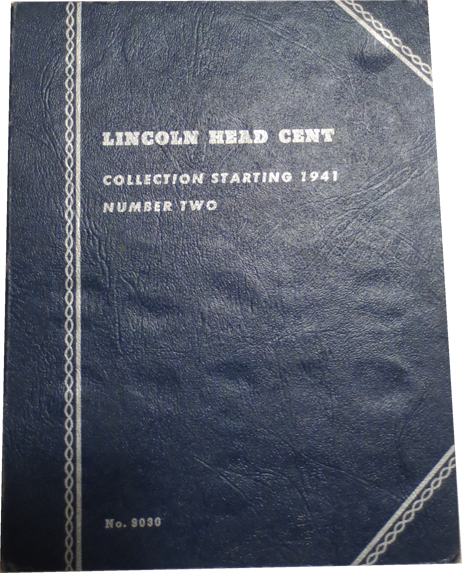 LINCOLN HEAD CENT
COLLECTION STARTING 1941
NUMBER TWO
No. 9030